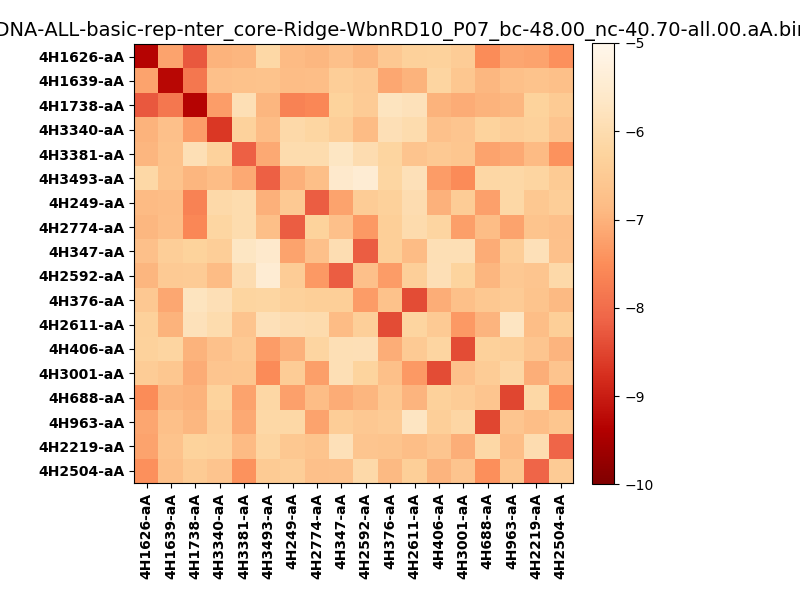 DNA-ALL-basic-rep-nter_core-Ridge-WbnRD10_P07_bc-48.00_nc-40.70-all.00.aA.bin
4H1626-aA
4H1639-aA
4H1738-aA
4H3340-aA
4H3381-aA
4H3493-aA
4H249-aA
4H2774-aA
4H347-aA
4H2592-aA
4H376-aA
4H2611-aA
4H406-aA
4H3001-aA
4H688-aA
4H963-aA
4H2219-aA
4H2504-aA
4H1626-aA 4H1639-aA 4H1738-aA 4H3340-aA 4H3381-aA 4H3493-aA 4H249-aA 4H2774-aA 4H347-aA 4H2592-aA 4H376-aA 4H2611-aA 4H406-aA 4H3001-aA 4H688-aA 4H963-aA 4H2219-aA 4H2504-aA
−5
−6
−7
−8
−9
−10